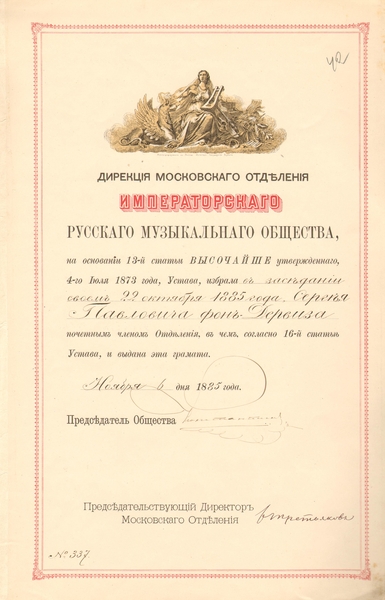 ДИРЕКЦІЯ МОСКОВСКАГО ОТДѢЛЕНІЯ
ИМПЕРАТОРСКАГО
РУССКАГО МУЗЫКАЛЬНАГО ОБЩЕСТВА,
на основаніи 13-й статьи ВЫСОЧАЙШЕ утвержденнаго,
4-го Іюля 1873 года, Устава, избрала въ засѣданіи
своемъ 22 октября 1885 года Сергѣя
Павловича фонъ-Дервиза
почетнымъ членомъ Отдѣленія, въ чемъ, согласно 16-й статьѣ
Устава, и выдана эта грамата.
Ноября 6 дня 1885 года.
Предсѣдатель Общества
Предсѣдательствующій Директоръ
Московскаго Отдѣленія
№ 337.